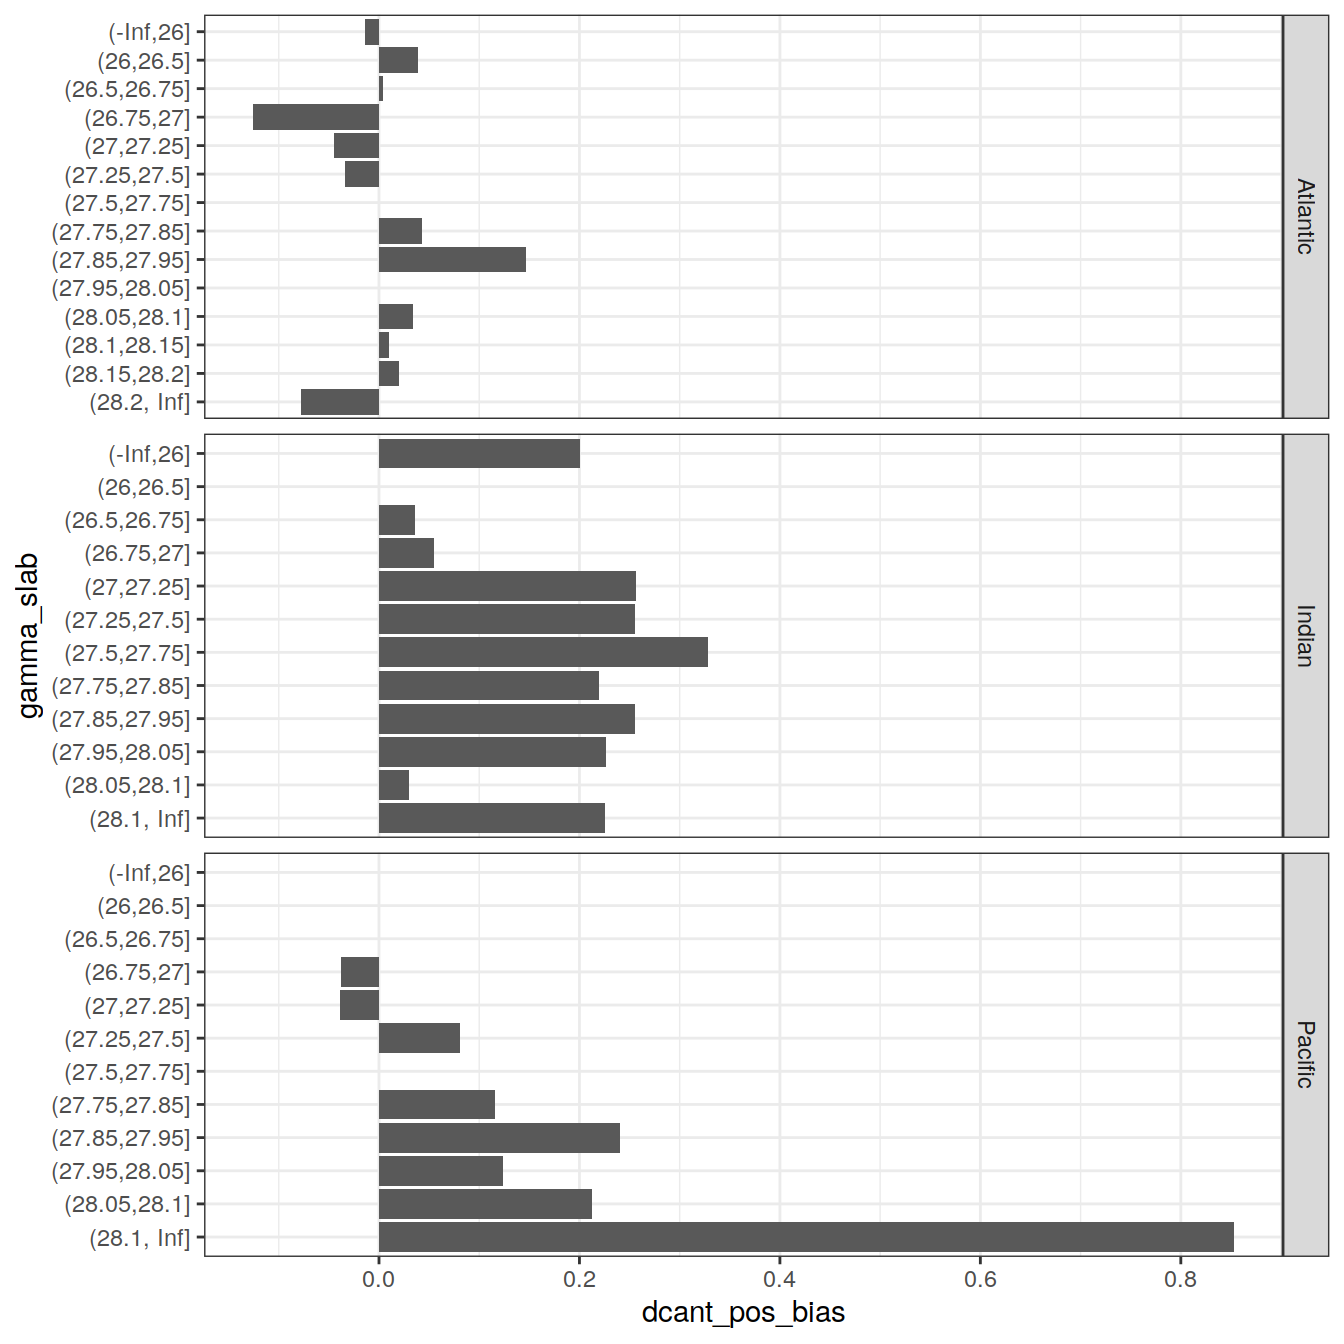 (-Inf,26]
(26,26.5]
(26.5,26.75]
(26.75,27]
(27,27.25]
(27.25,27.5]
(27.5,27.75]
(27.75,27.85]
(27.85,27.95]
(27.95,28.05]
(28.05,28.1]
(28.1,28.15]
(28.15,28.2]
(28.2, Inf]
Atlantic
(-Inf,26]
(26,26.5]
(26.5,26.75]
(26.75,27]
(27,27.25]
(27.25,27.5]
(27.5,27.75]
(27.75,27.85]
(27.85,27.95]
(27.95,28.05]
(28.05,28.1]
(28.1, Inf]
Indian
gamma_slab
(-Inf,26]
(26,26.5]
(26.5,26.75]
(26.75,27]
(27,27.25]
(27.25,27.5]
(27.5,27.75]
(27.75,27.85]
(27.85,27.95]
(27.95,28.05]
(28.05,28.1]
(28.1, Inf]
Pacific
0.0 0.2 0.4 0.6 0.8
dcant_pos_bias